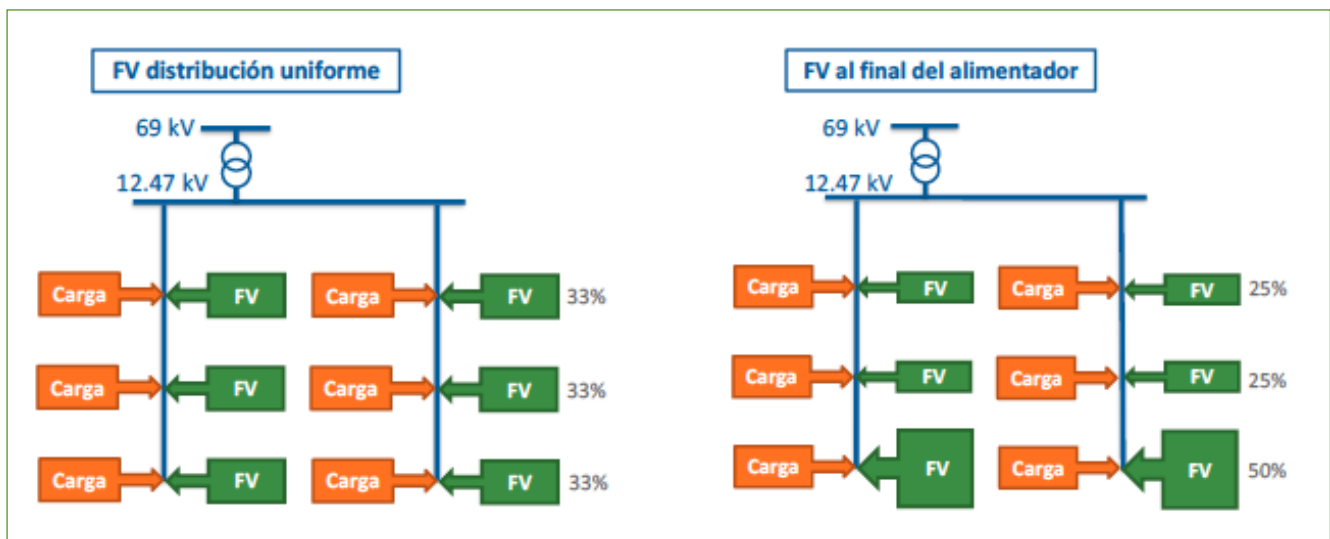 FV distribución uniforme
69 kV
12.47 kV
Carga FV Carga FV 33%
Carga FV Carga FV 33%
Carga FV Carga FV 33%
FV al final del alimentador
69 kV
12.47 kV
Carga FV Carga FV 25%
Carga FV Carga FV 25%
Carga FV Carga FV 50%